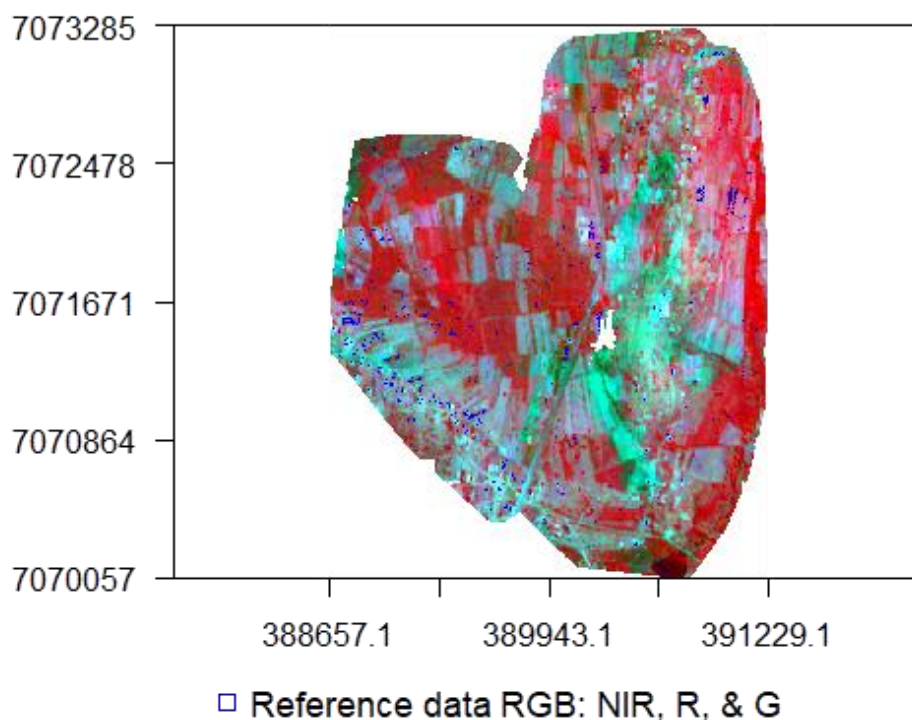 7073285
7072478
7071671
7070864
7070057
388657.1 389943.1 391229.1
Reference data RGB: NIR, R, & G